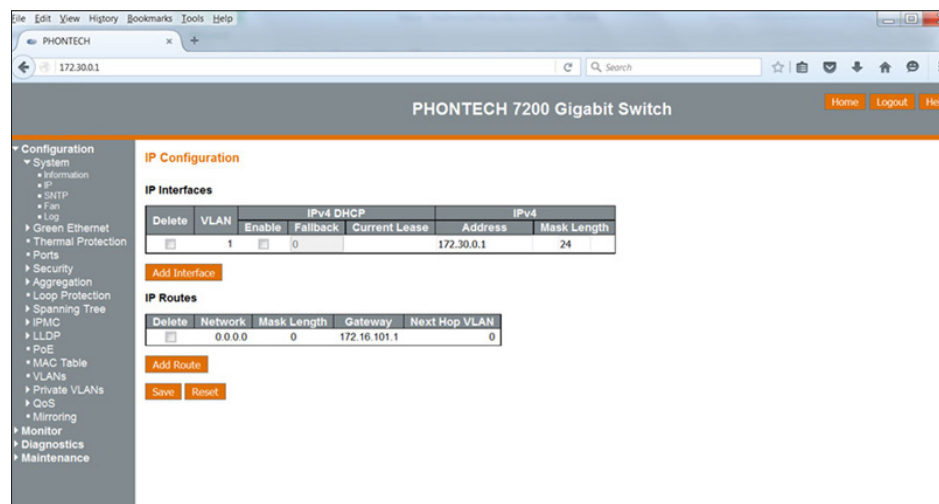 File Edit View History Bookmarks Tools Help
PHONTECH
172.30.0.1
Search
PHONTECH 7200 Gigabit Switch
Home Logout
Configuration
System
Information
IP
SNTP
Fan
Log
Green Ethernet
Thermal Protection
Ports
Security
Aggregation
Loop Protection
Spanning Tree
IPMC
LLDP
PoE
MAC Table
VLANs
Private VLANs
QoS
Mirroring
Monitor
Diagnostics
Maintenance
IP Configuration
IP Interfaces
Delete VLAN IPv4 DHCP IPv4
Enable Fallback Current Lease Address Mask Length
1 0 172.30.0.1 24
Add Interface
IP Routes
Delete Network Mask Length Gateway Next Hop VLAN
0.0.0.0 0 172.16.101.1 0
Add Route
Save Reset